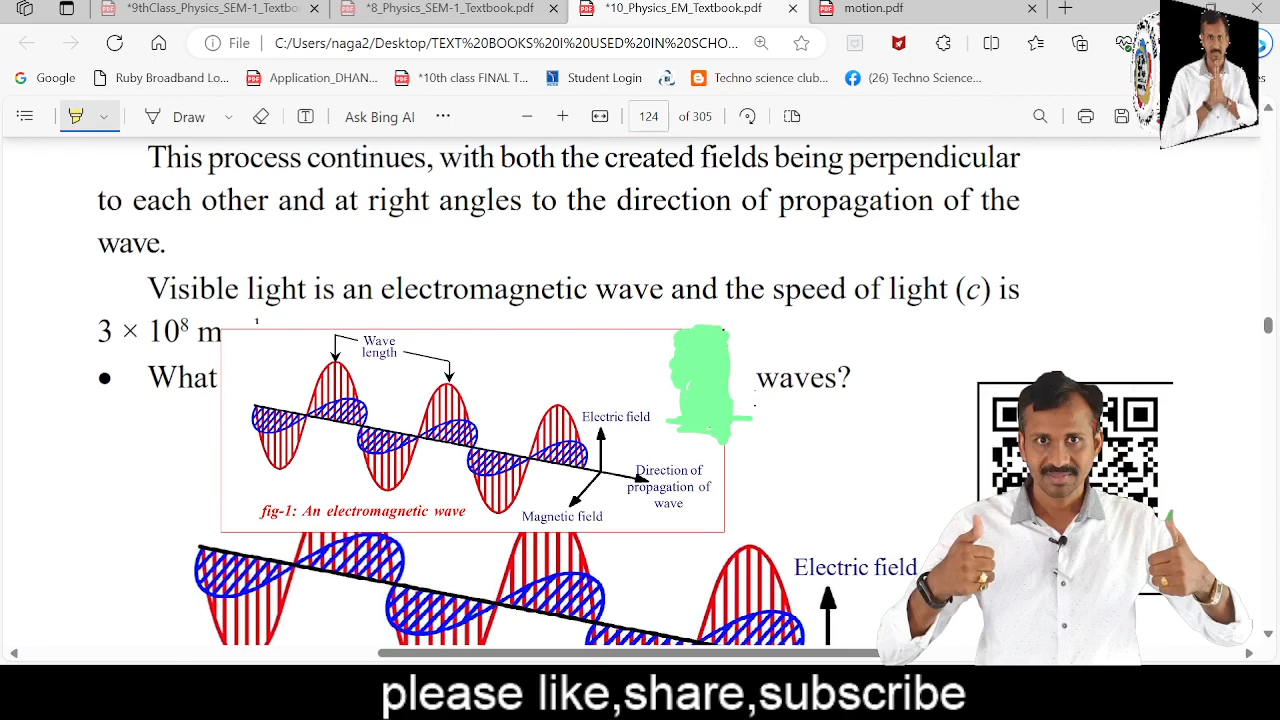 *9thClass_Physics_SEM-1_Textboo
*8_Physics_SEM-1_Textbook.pdf
*10_Physics_EM_Textbook.pdf
motion.pdf
File
C:/Users/naga2/Desktop/TEXT%20BOOKS%20I%20USED%20IN%20SCHO...
Google
Ruby Broadband Lo...
Application_DHAN...
*10th class FINAL T...
Student Login
Techno science club...
(26) Techno Science...
Draw
Ask Bing AI
124 of 305
This process continues, with both the created fields being perpendicular
to each other and at right angles to the direction of propagation of the
wave.
Visible light is an electromagnetic wave and the speed of light (c) is
3 × 10⁸ m
What
waves?
Wave
length
Electric field
Direction of
propagation of
wave
Magnetic field
fig-1: An electromagnetic wave
Electric field
please like,share,subscribe